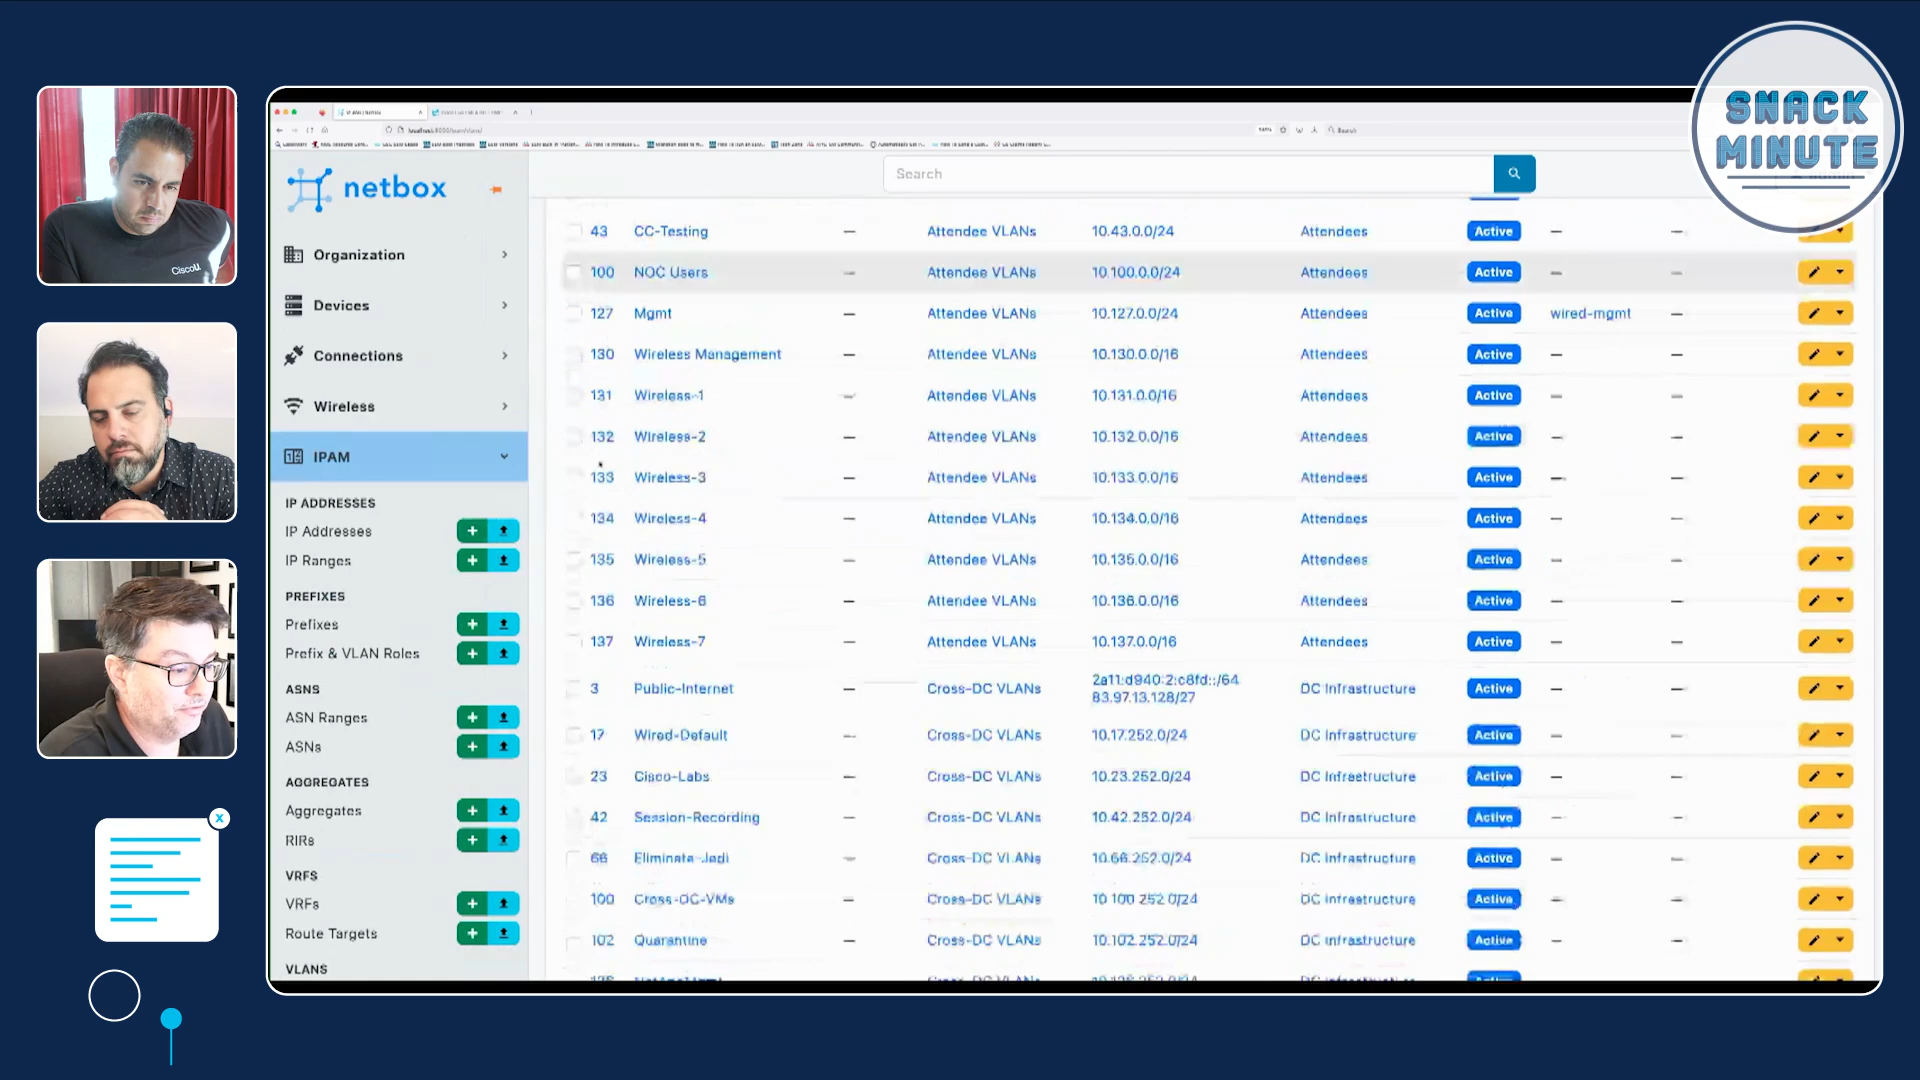 SNACK
MINUTE
CiscoU.
netbox
Search
Organization
Devices
Connections
Wireless
IPAM
IP ADDRESSES
IP Addresses
IP Ranges
PREFIXES
Prefixes
Prefix & VLAN Roles
ASNS
ASN Ranges
ASNs
AGGREGATES
Aggregates
RIRs
VRFS
VRFs
Route Targets
VLANS
43 CC-Testing — Attendee VLANs 10.43.0.0/24 Attendees Active — —
100 NOC Users — Attendee VLANs 10.100.0.0/24 Attendees Active — —
127 Mgmt — Attendee VLANs 10.127.0.0/24 Attendees Active wired-mgmt —
130 Wireless Management — Attendee VLANs 10.130.0.0/16 Attendees Active — —
131 Wireless-1 — Attendee VLANs 10.131.0.0/16 Attendees Active — —
132 Wireless-2 — Attendee VLANs 10.132.0.0/16 Attendees Active — —
133 Wireless-3 — Attendee VLANs 10.133.0.0/16 Attendees Active — —
134 Wireless-4 — Attendee VLANs 10.134.0.0/16 Attendees Active — —
135 Wireless-5 — Attendee VLANs 10.135.0.0/16 Attendees Active — —
136 Wireless-6 — Attendee VLANs 10.136.0.0/16 Attendees Active — —
137 Wireless-7 — Attendee VLANs 10.137.0.0/16 Attendees Active — —
3 Public-Internet — Cross-DC VLANs 2a11:d940:2:c8fd::/64 DC Infrastructure Active — —
83.97.13.128/27
17 Wired-Default — Cross-DC VLANs 10.17.252.0/24 DC Infrastructure Active — —
23 Cisco-Labs — Cross-DC VLANs 10.23.252.0/24 DC Infrastructure Active — —
42 Session-Recording — Cross-DC VLANs 10.42.252.0/24 DC Infrastructure Active — —
66 Eliminate-Jedi — Cross-DC VLANs 10.66.252.0/24 DC Infrastructure Active — —
100 Cross-DC-VMs — Cross-DC VLANs 10.100.252.0/24 DC Infrastructure Active — —
102 Quarantine — Cross-DC VLANs 10.102.252.0/24 DC Infrastructure Active — —
x